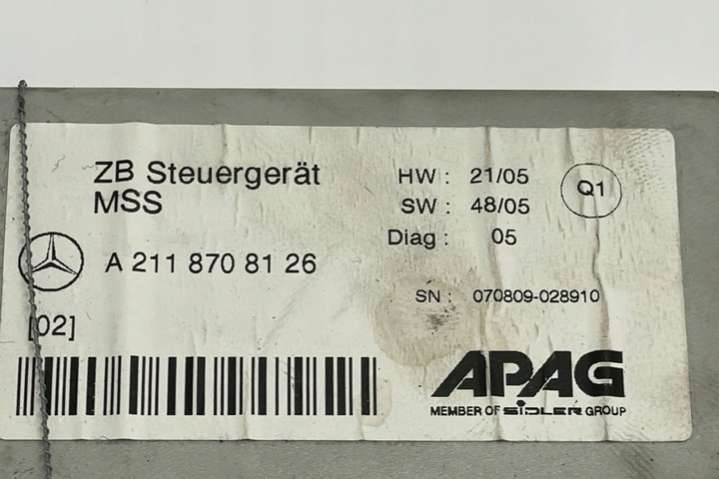 ZB Steuergerät
MSS
A 211 870 81 26
[02]
HW : 21/05
SW : 48/05
Diag : 05
Q1
SN : 070809-028910
APAG
MEMBER OF SIDLER GROUP